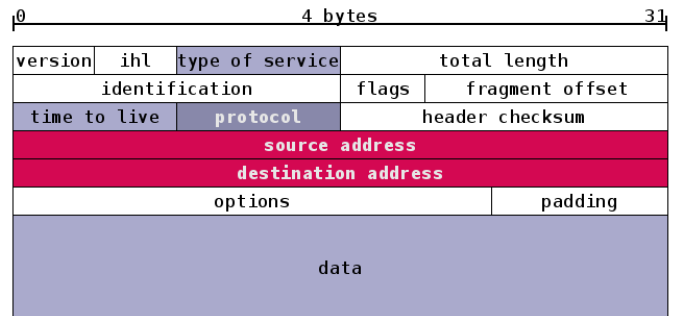 0 4 bytes 31
version ihl type of service total length
identification flags fragment offset
time to live protocol header checksum
source address
destination address
options padding
data